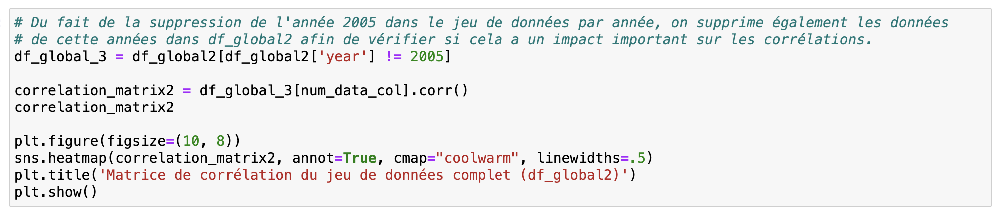 # Du fait de la suppression de l'année 2005 dans le jeu de données par année, on supprime également les données
# de cette années dans df_global2 afin de vérifier si cela a un impact important sur les corrélations.
df_global_3 = df_global2[df_global2['year'] != 2005]
correlation_matrix2 = df_global_3[num_data_col].corr()
correlation_matrix2
plt.figure(figsize=(10, 8))
sns.heatmap(correlation_matrix2, annot=True, cmap="coolwarm", linewidths=.5)
plt.title('Matrice de corrélation du jeu de données complet (df_global2)')
plt.show()